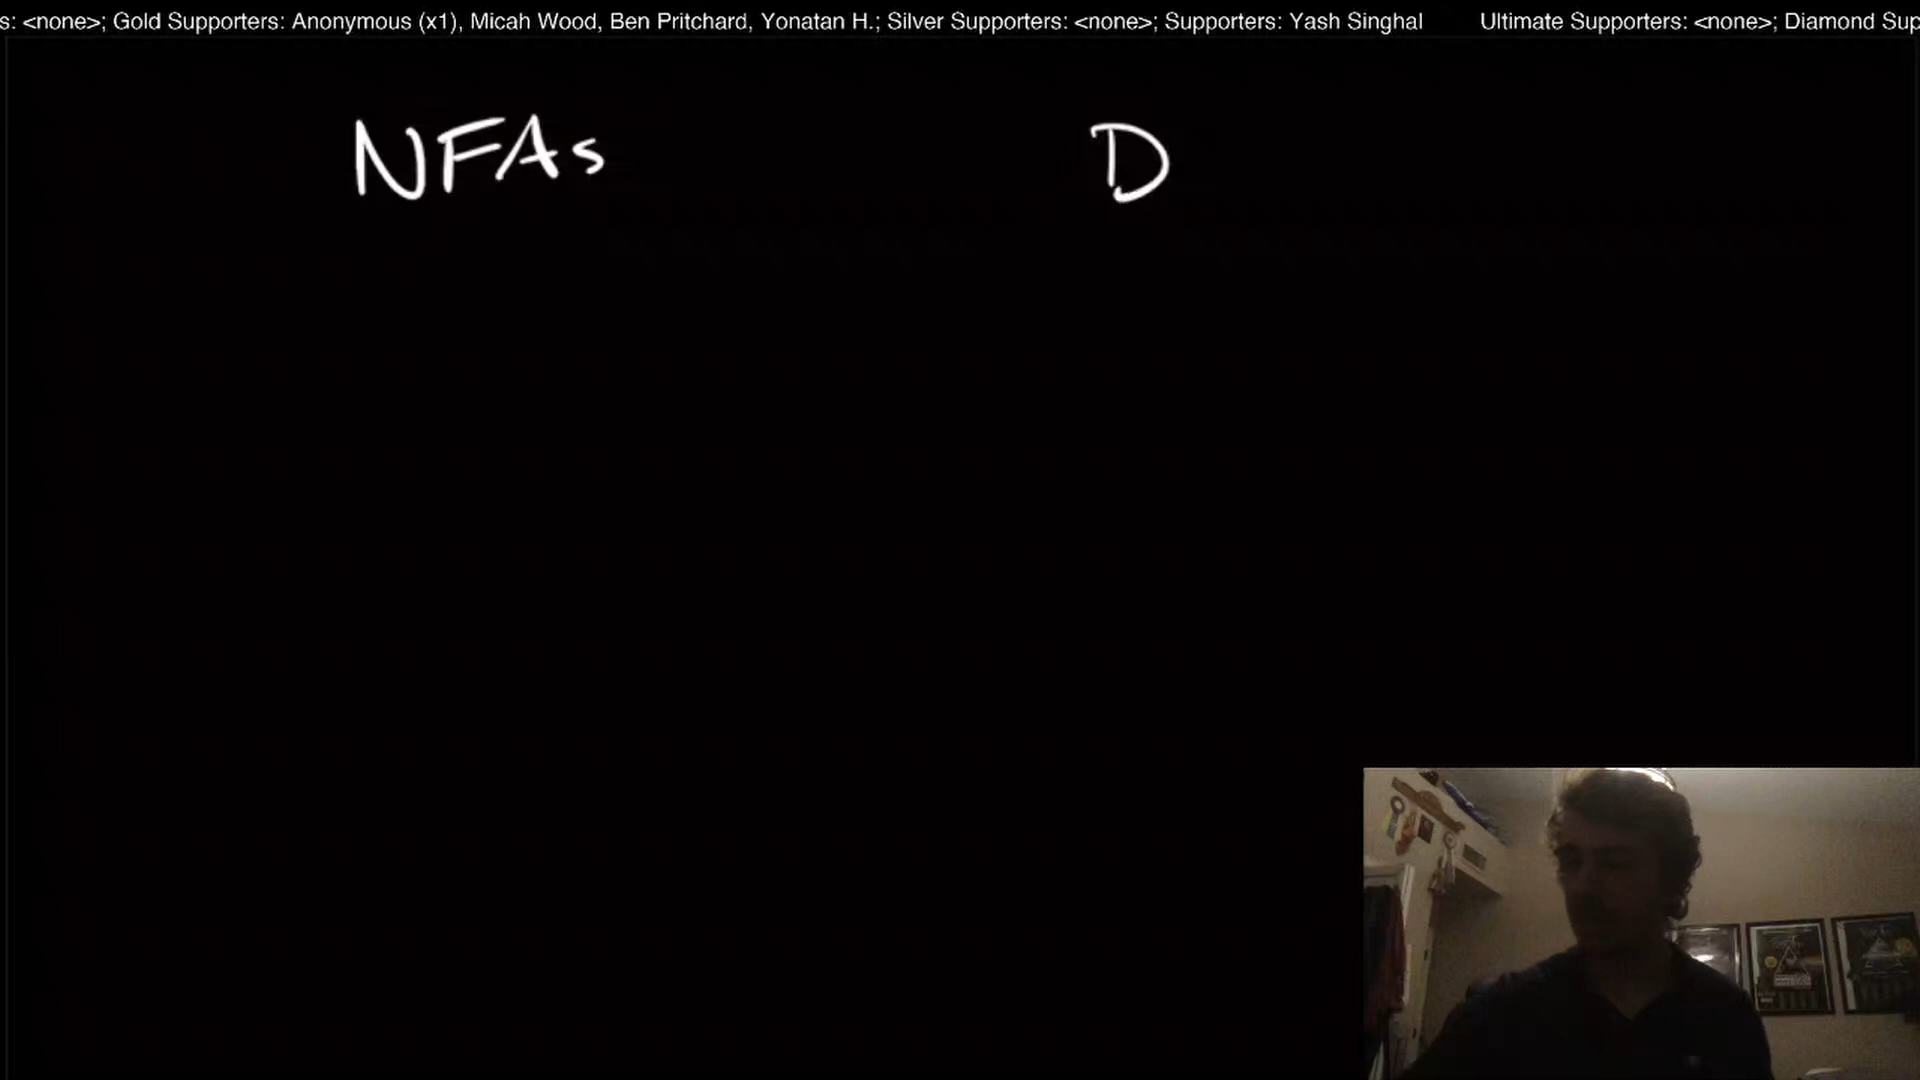 s: <none>; Gold Supporters: Anonymous (x1), Micah Wood, Ben Pritchard, Yonatan H.; Silver Supporters: <none>; Supporters: Yash Singhal Ultimate Supporters: <none>; Diamond Sup
NFAs D